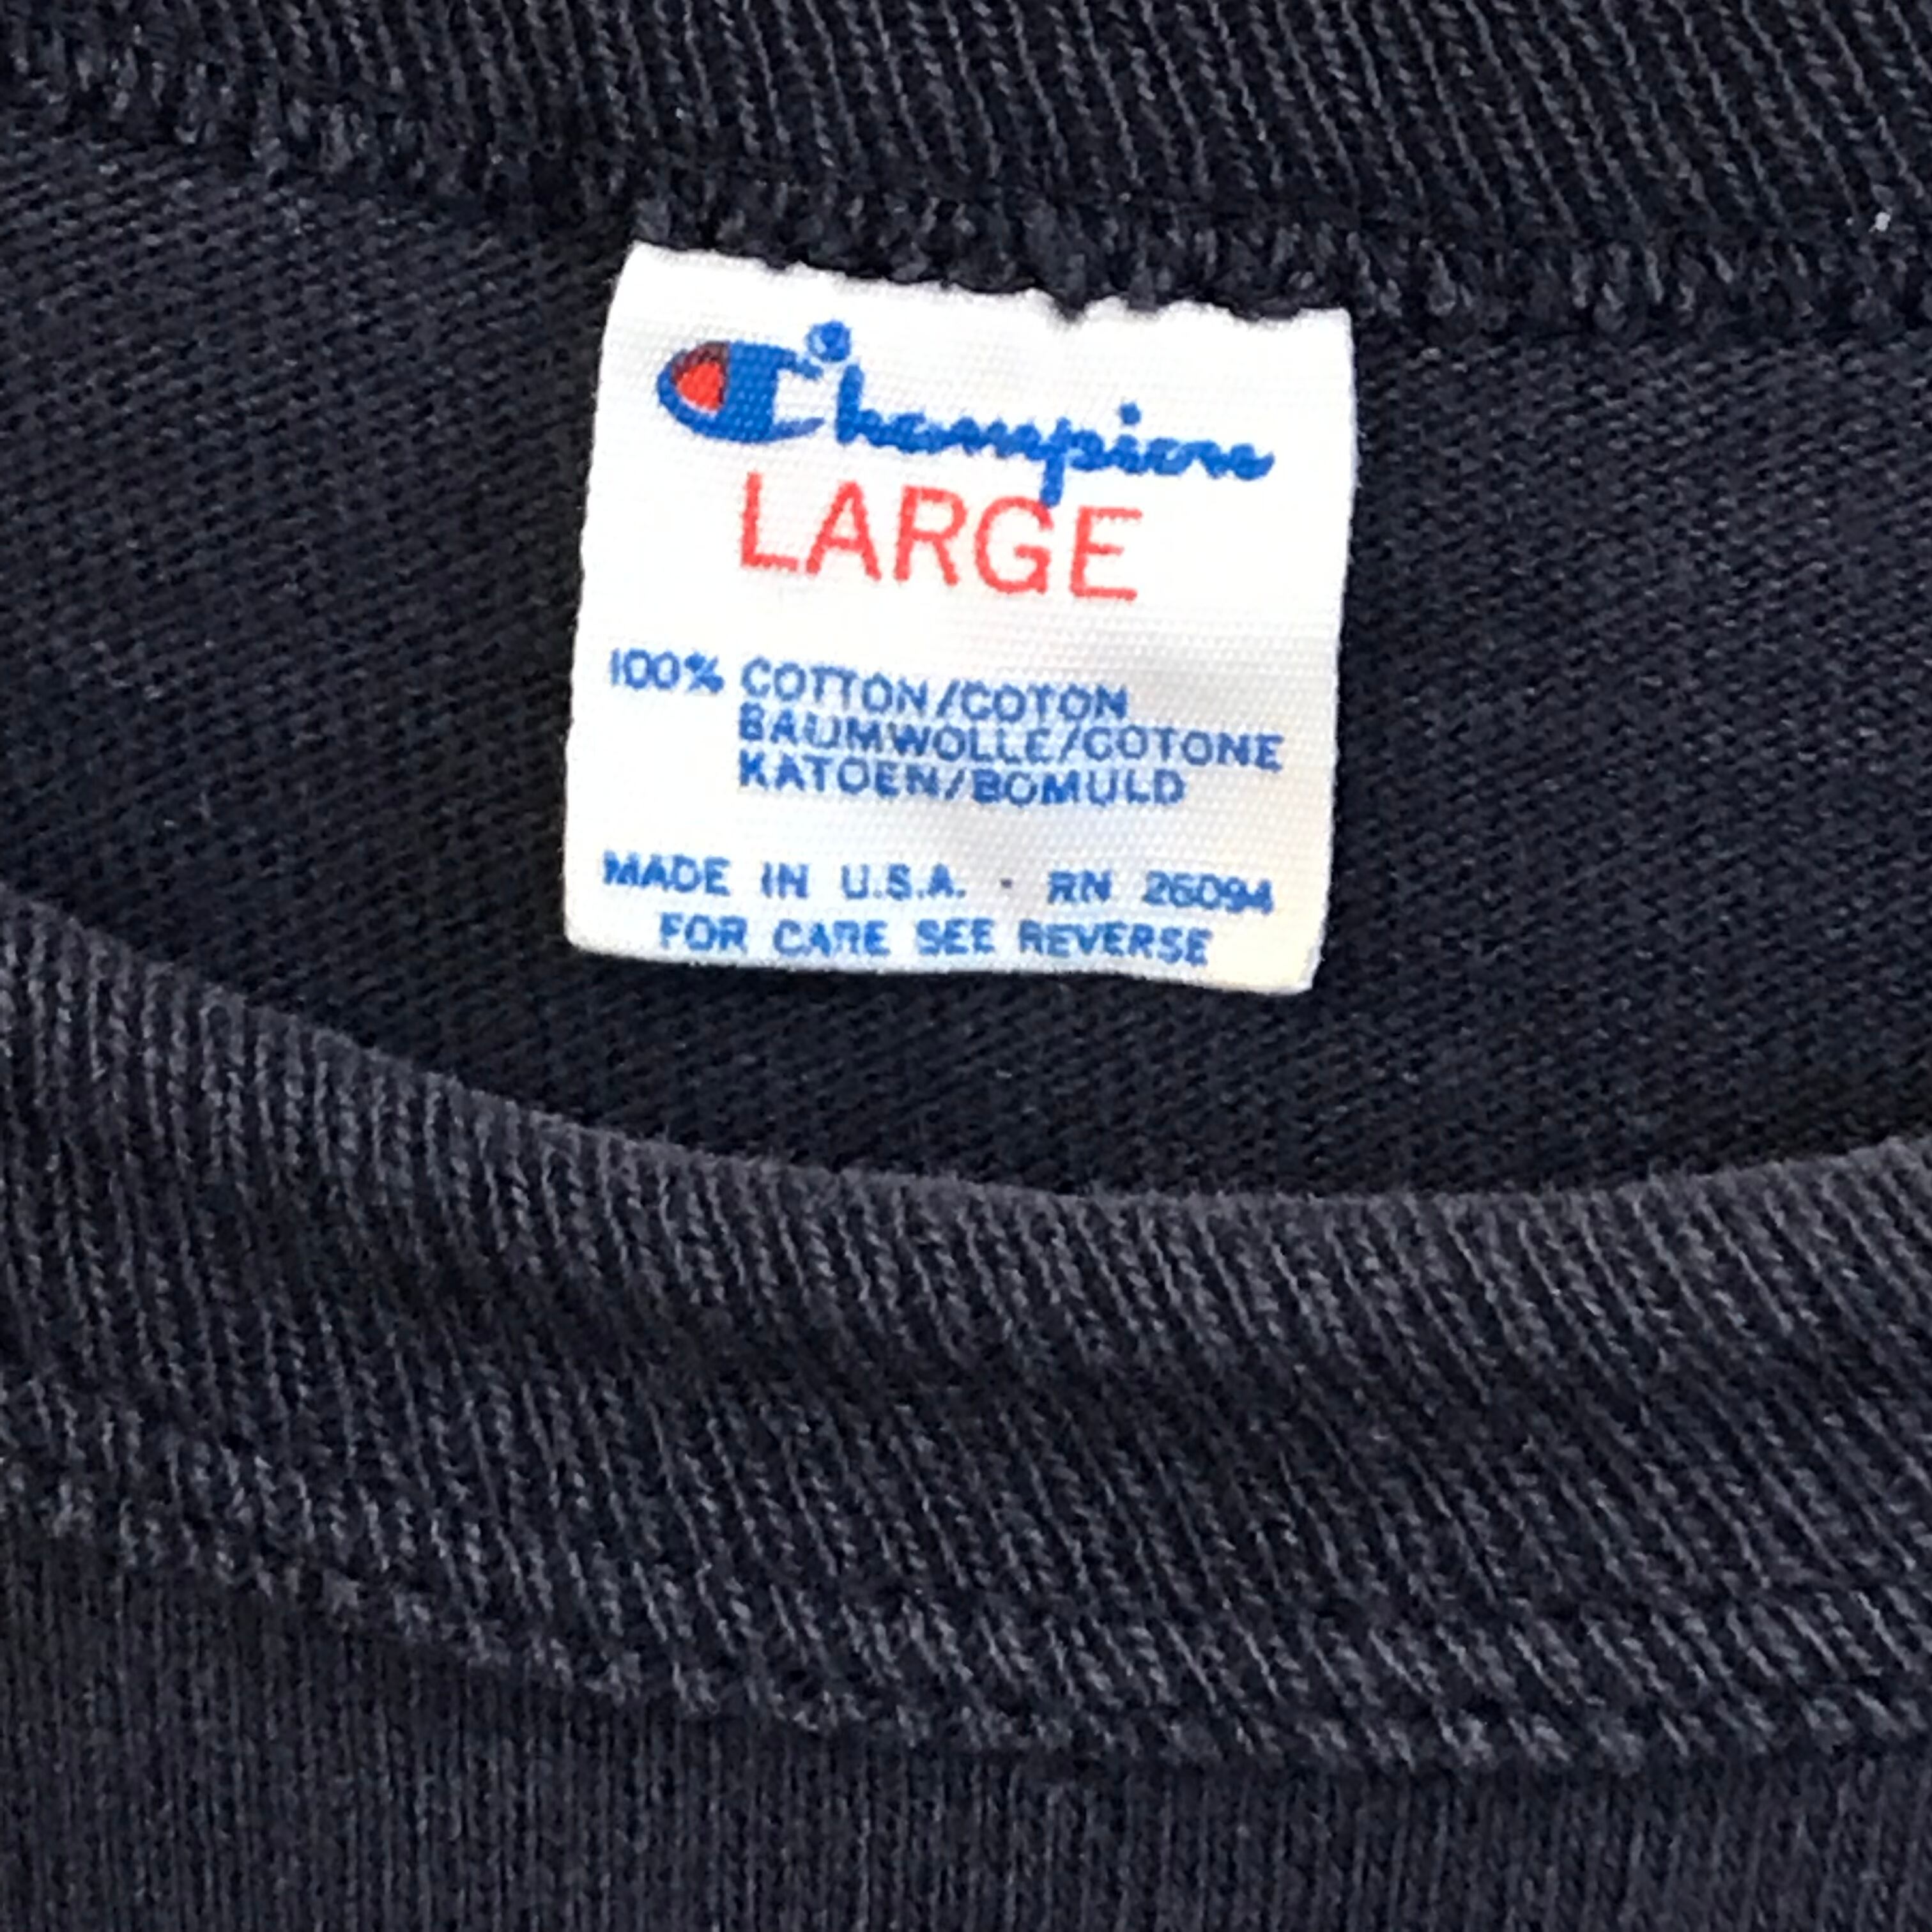 Champion
LARGE
100% COTTON/COTON
BAUMWOLLE/COTONE
KATOEN/BOMULD
MADE IN U.S.A. · RN 26094
FOR CARE SEE REVERSE